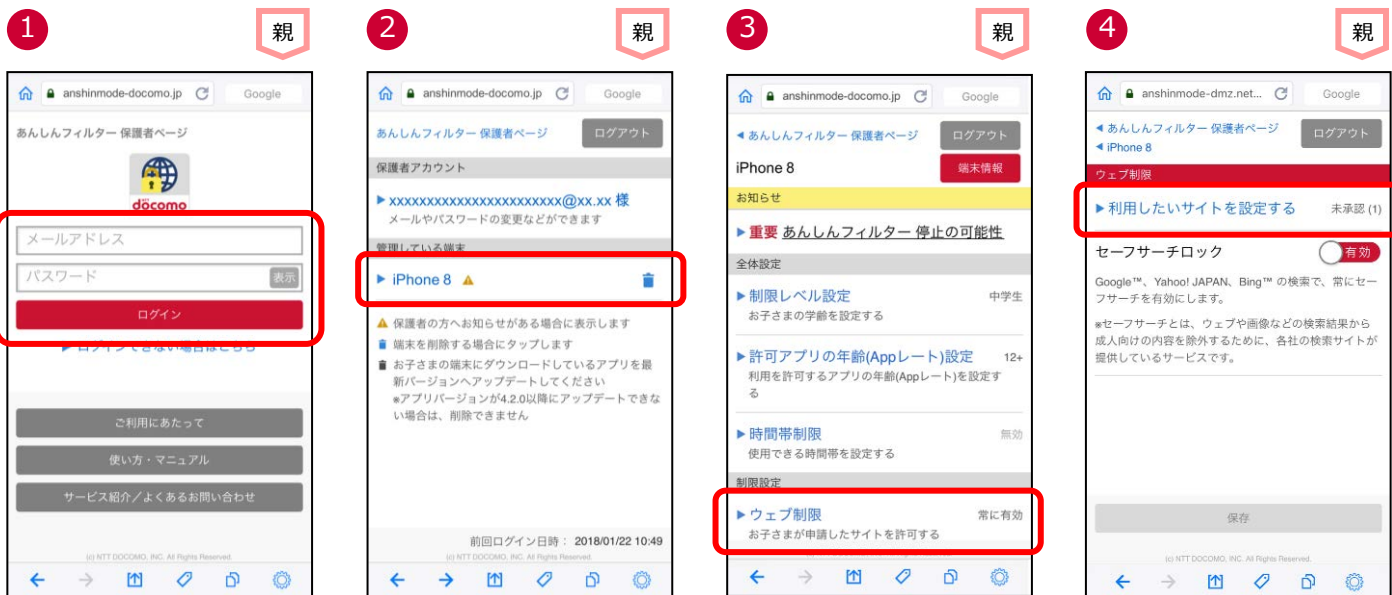 1
親
anshinmode-docomo.jp
Google
あんしんフィルター 保護者ページ
döcomo
メールアドレス
パスワード
表示
ログイン
▶ ログインできない場合はこちら
ご利用にあたって
使い方・マニュアル
サービス紹介／よくあるお問い合わせ
(c) NTT DOCOMO, INC. All Rights Reserved.
2
親
anshinmode-docomo.jp
Google
あんしんフィルター 保護者ページ
ログアウト
保護者アカウント
▶ xxxxxxxxxxxxxxxxxxxxxxx@xx.xx 様
メールやパスワードの変更などができます
管理している端末
▶ iPhone 8
保護者の方へお知らせがある場合に表示します
端末を削除する場合にタップします
お子さまの端末にダウンロードしているアプリを最
新バージョンへアップデートしてください
※アプリバージョンが4.2.0以降にアップデートできな
い場合は、削除できません
前回ログイン日時： 2018/01/22 10:49
(c) NTT DOCOMO, INC. All Rights Reserved.
3
親
anshinmode-docomo.jp
Google
◀ あんしんフィルター 保護者ページ
ログアウト
iPhone 8
端末情報
お知らせ
▶ 重要 あんしんフィルター 停止の可能性
全体設定
▶ 制限レベル設定 中学生
お子さまの学齢を設定する
▶ 許可アプリの年齢(Appレート)設定 12+
利用を許可するアプリの年齢(Appレート)を設定す
る
▶ 時間帯制限 無効
使用できる時間帯を設定する
制限設定
▶ ウェブ制限 常に有効
お子さまが申請したサイトを許可する
(c) NTT DOCOMO, INC. All Rights Reserved.
4
親
anshinmode-dmz.net...
Google
◀ あんしんフィルター 保護者ページ
ログアウト
◀ iPhone 8
ウェブ制限
▶ 利用したいサイトを設定する 未承認 (1)
セーフサーチロック 有効
Google™、Yahoo! JAPAN、Bing™ の検索で、常にセー
フサーチを有効にします。
※セーフサーチとは、ウェブや画像などの検索結果から
成人向けの内容を除外するために、各社の検索サイトが
提供しているサービスです。
保存
(c) NTT DOCOMO, INC. All Rights Reserved.